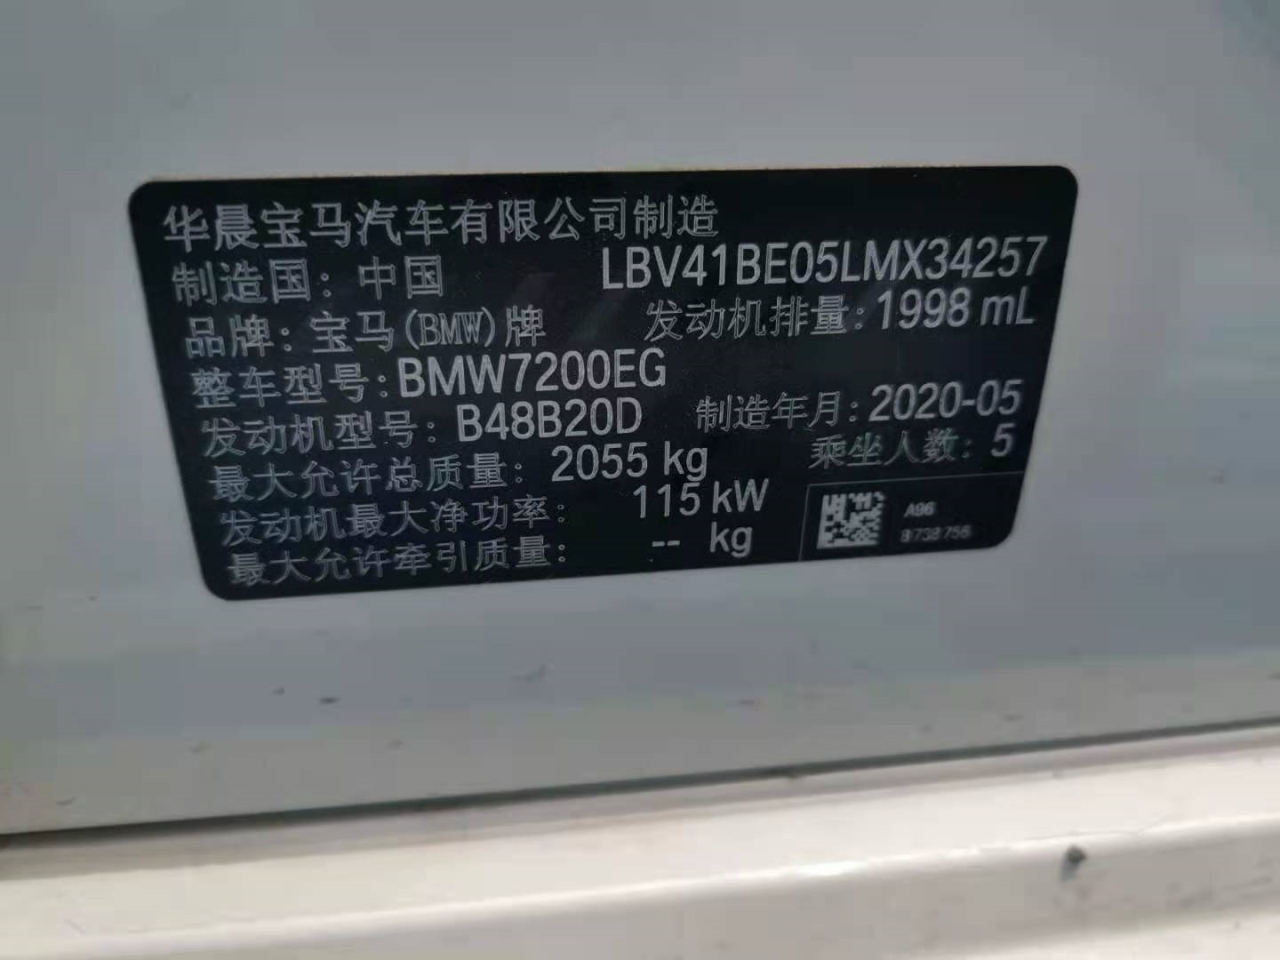 华晨宝马汽车有限公司制造
制造国：中国 LBV41BE05LMX34257
品牌：宝马(BMW)牌 发动机排量：1998 mL
整车型号：BMW7200EG
发动机型号：B48B20D 制造年月：2020-05
最大允许总质量：2055 kg 乘坐人数：5
发动机最大净功率：115 kW
最大允许牵引质量：-- kg
A96